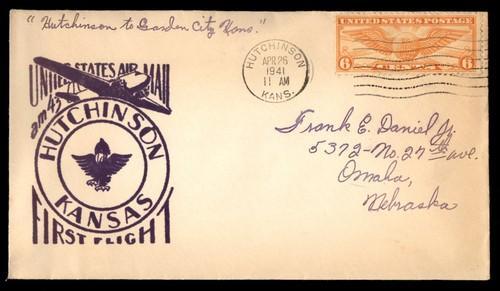 "Hutchinson to Garden City Kans."
UNITED STATES AIR MAIL
am 43
HUTCHINSON
KANSAS
FIRST FLIGHT
HUTCHINSON
APR 26
11 AM
1941
KANS.
UNITED STATES POSTAGE
6 6
Frank E. Daniel Jr.
5372-No. 27th ave.
Omaha,
Nebraska